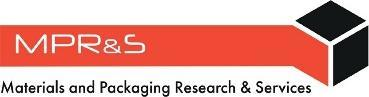 MPR&S
Materials and Packaging Research & Services